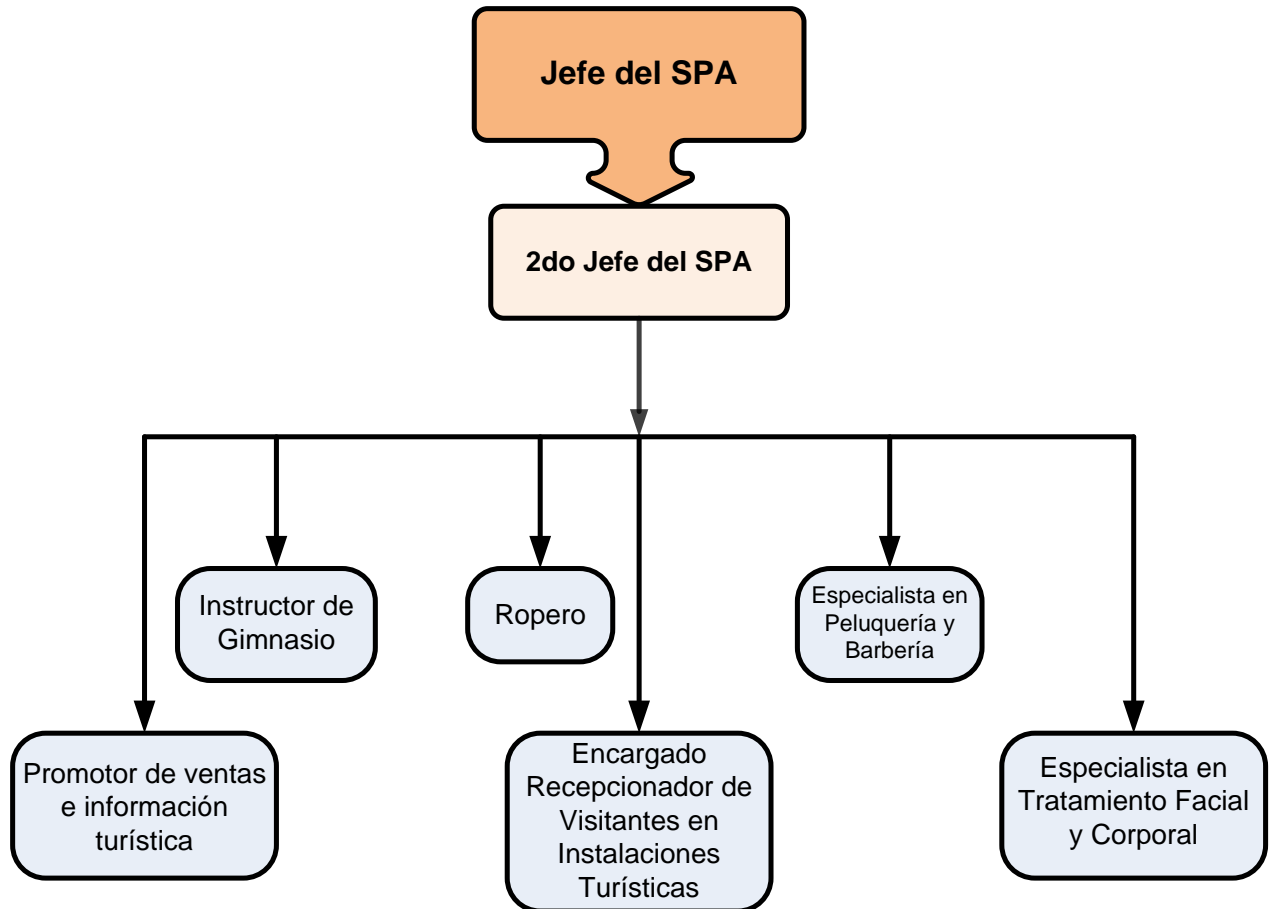 Jefe del SPA
2do Jefe del SPA
Instructor de
Gimnasio
Ropero
Especialista en
Peluquería y
Barbería
Promotor de ventas
e información
turística
Encargado
Recepcionador de
Visitantes en
Instalaciones
Turísticas
Especialista en
Tratamiento Facial
y Corporal